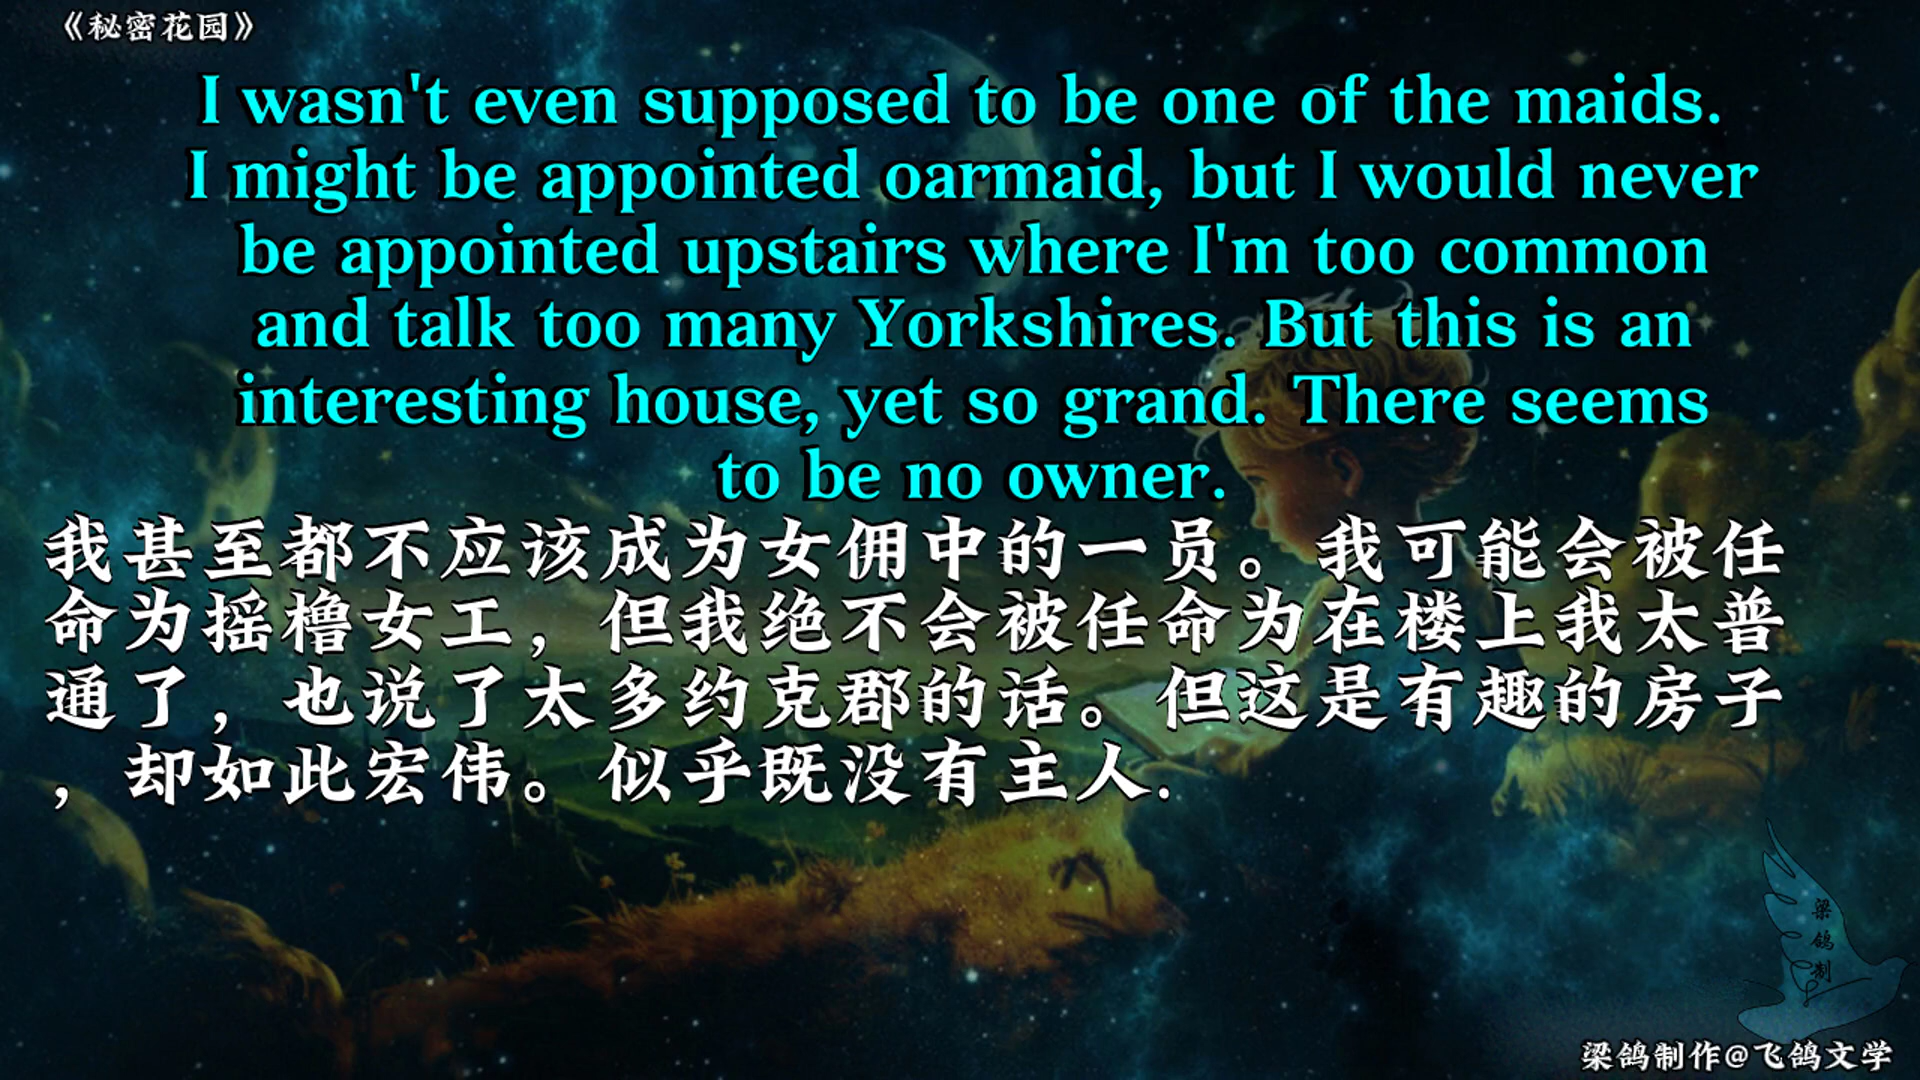 《秘密花园》
I wasn't even supposed to be one of the maids.
I might be appointed oarmaid, but I would never
be appointed upstairs where I'm too common
and talk too many Yorkshires. But this is an
interesting house, yet so grand. There seems
to be no owner.
我甚至都不应该成为女佣中的一员。我可能会被任
命为摇橹女工，但我绝不会被任命为在楼上我太普
通了，也说了太多约克郡的话。但这是有趣的房子
，却如此宏伟。似乎既没有主人.
梁
鸽
制
梁鸽制作@飞鸽文学